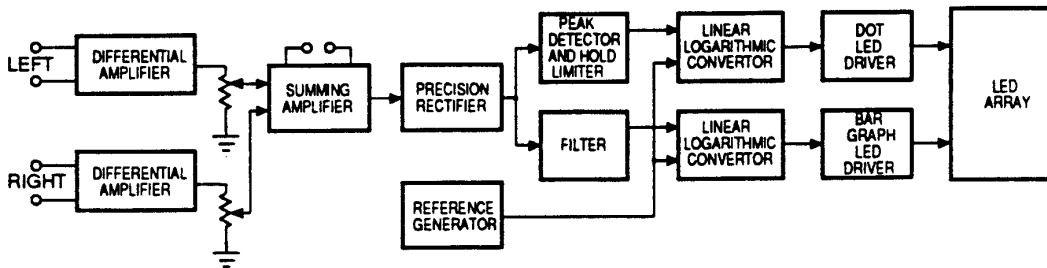 LEFT
DIFFERENTIAL
AMPLIFIER
RIGHT
DIFFERENTIAL
AMPLIFIER
SUMMING
AMPLIFIER
PRECISION
RECTIFIER
REFERENCE
GENERATOR
PEAK
DETECTOR
AND HOLD
LIMITER
FILTER
LINEAR
LOGARITHMIC
CONVERTOR
LINEAR
LOGARITHMIC
CONVERTOR
DOT
LED
DRIVER
BAR
GRAPH
LED
DRIVER
LED
ARRAY